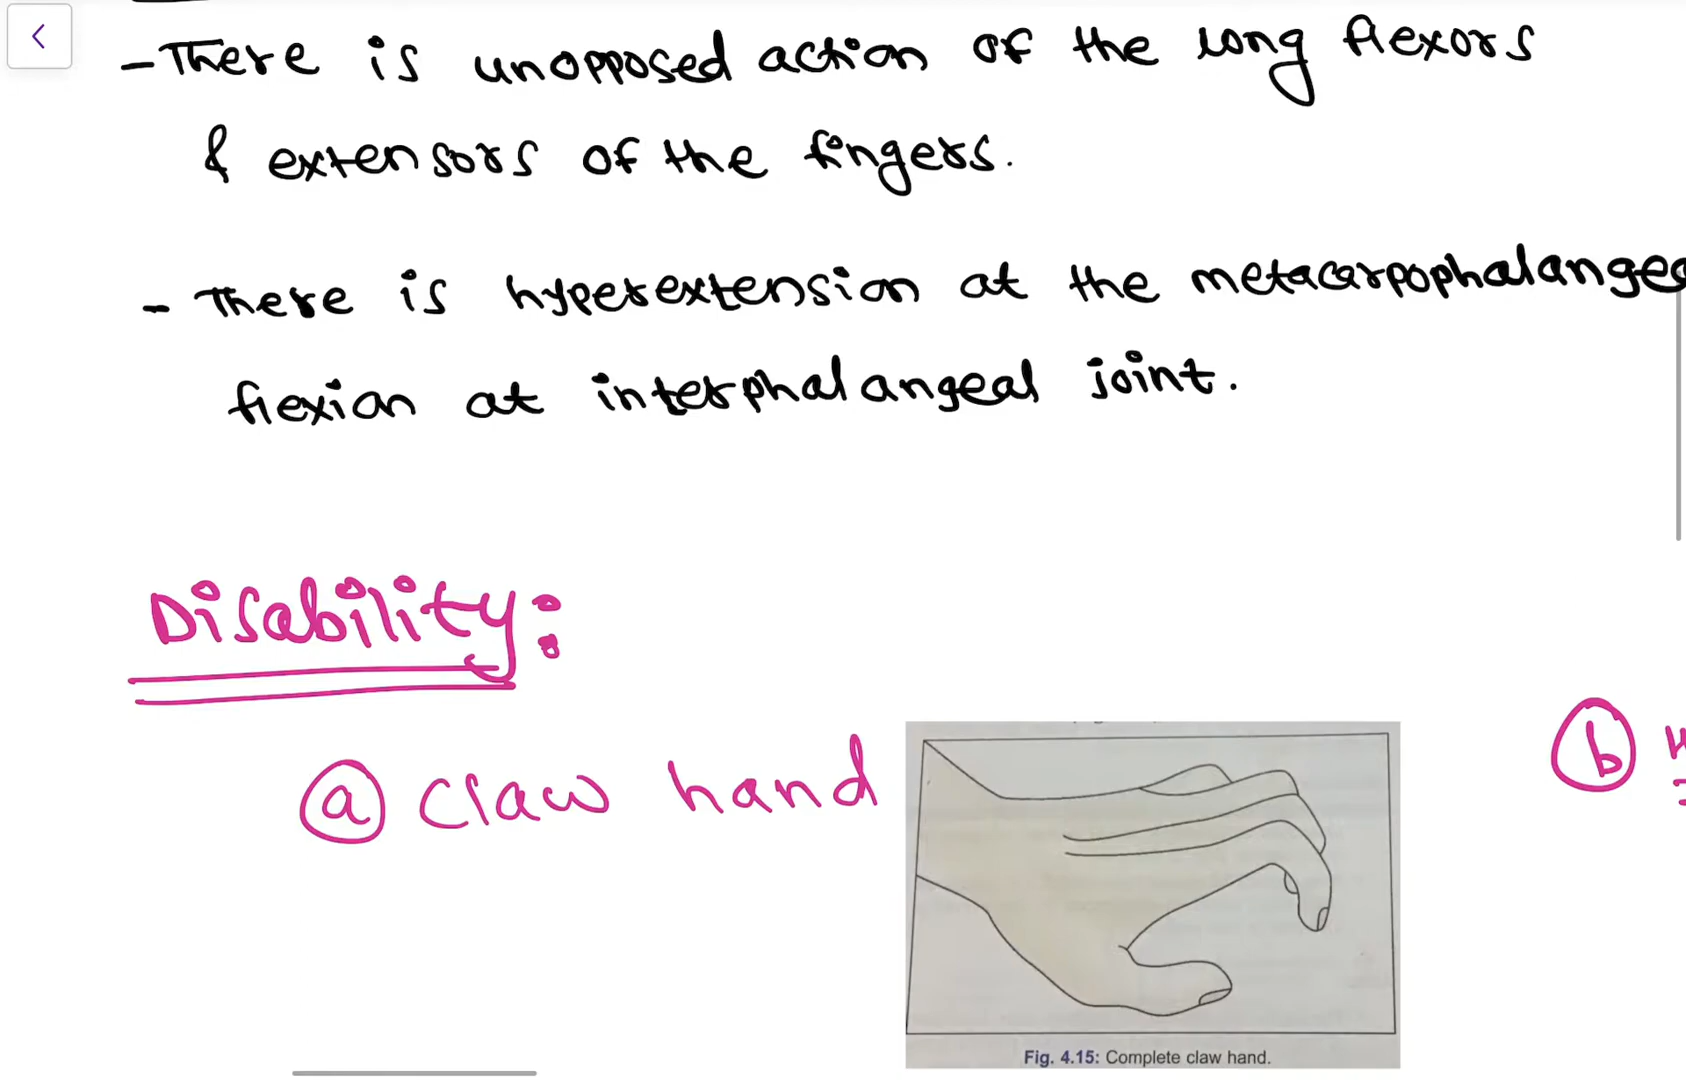 - There is unopposed action of the long flexors
& extensors of the fingers.
- There is hyperextension at the
flexion at interphalangeal joint.
Disability:
a claw hand
b
Fig. 4.15: Complete claw hand.